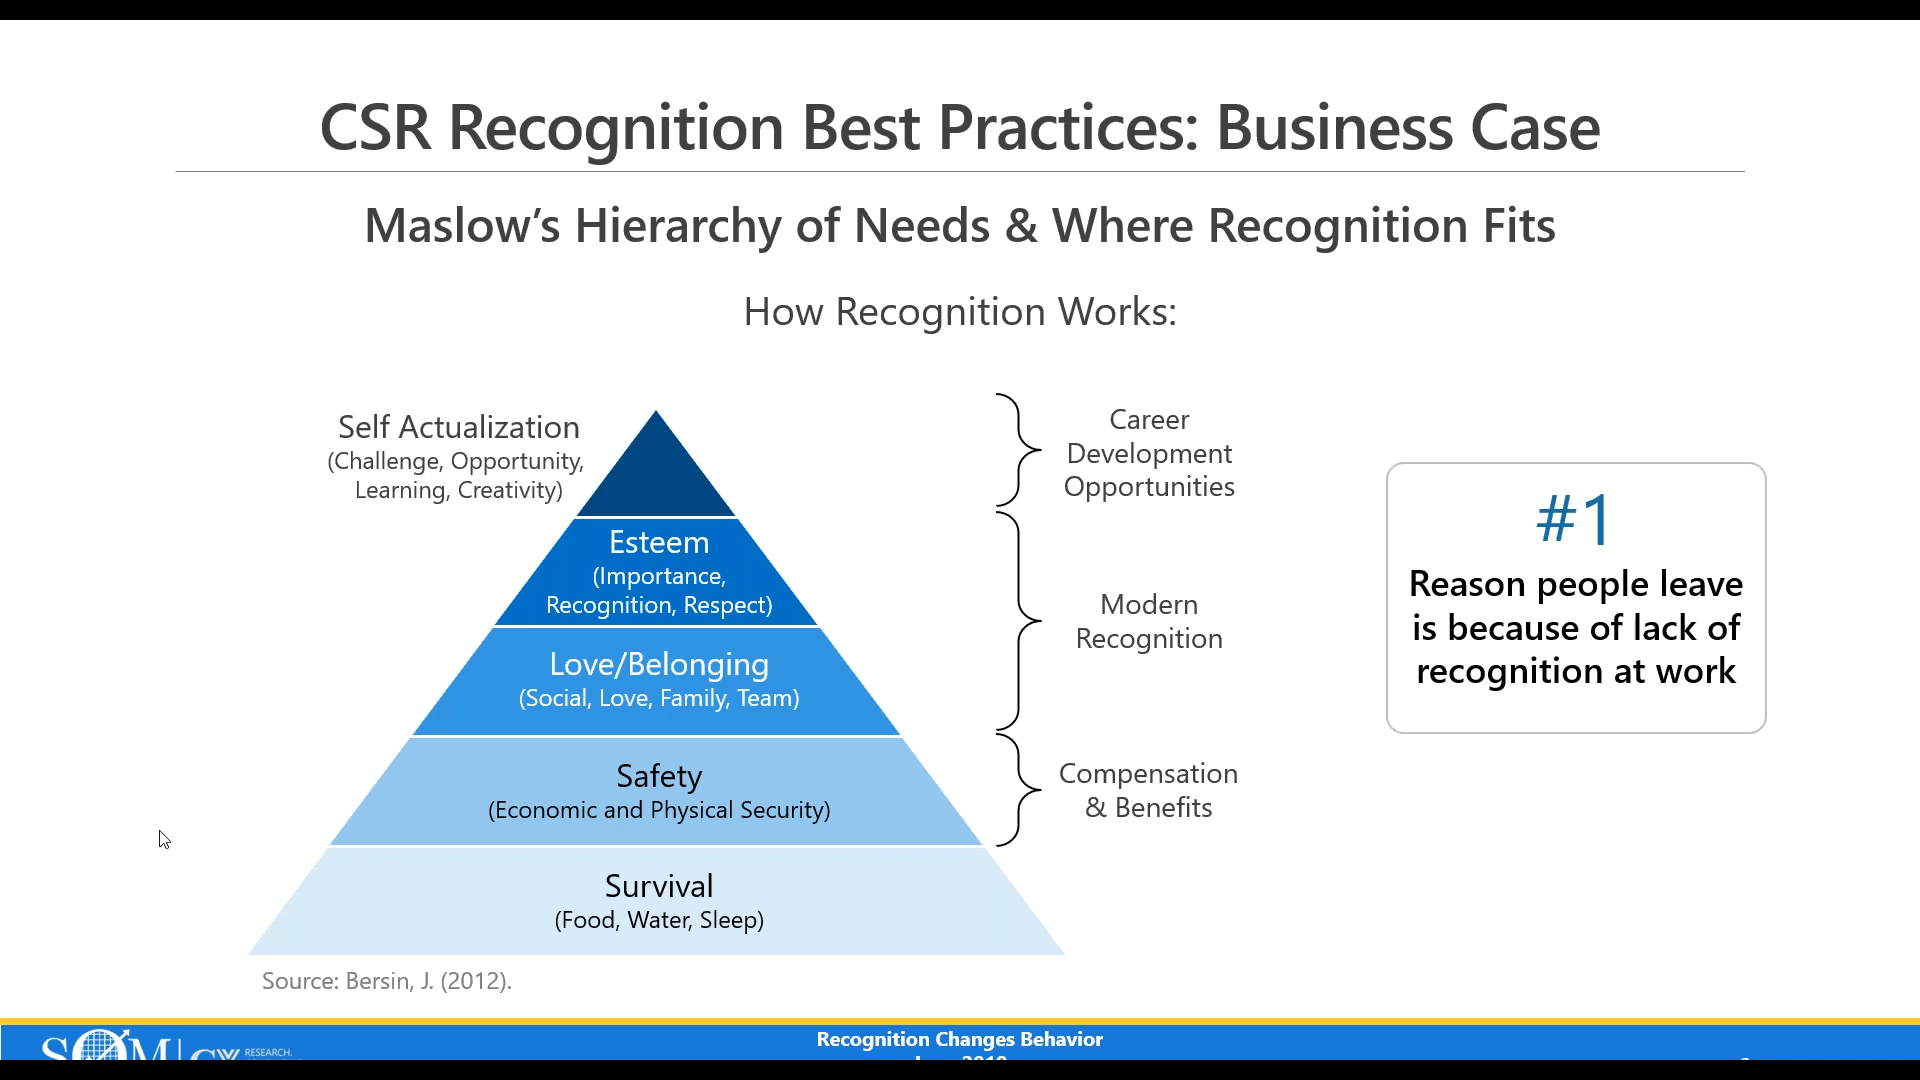 CSR Recognition Best Practices: Business Case
Maslow’s Hierarchy of Needs & Where Recognition Fits
How Recognition Works:
Self Actualization
(Challenge, Opportunity,
Learning, Creativity)
Esteem
(Importance,
Recognition, Respect)
Love/Belonging
(Social, Love, Family, Team)
Safety
(Economic and Physical Security)
Survival
(Food, Water, Sleep)
Career
Development
Opportunities
Modern
Recognition
Compensation
& Benefits
#1
Reason people leave
is because of lack of
recognition at work
Source: Bersin, J. (2012).
SQM
RESEARCH.
Recognition Changes Behavior